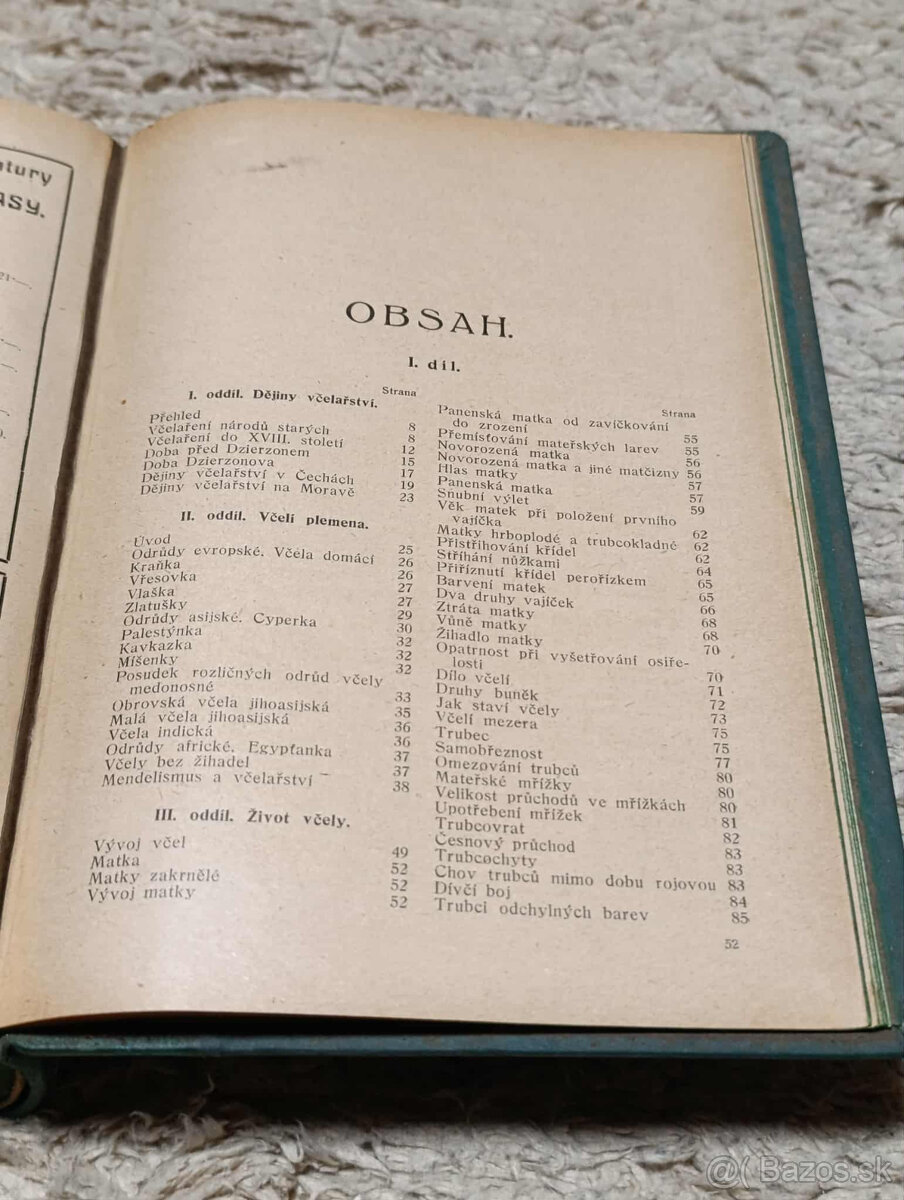 ntury
asy.
OBSAH.
I. díl.
Strana
I. oddíl. Dějiny včelařství.
Přehled 8
Včelaření národů starých 8
Včelaření do XVIII. století 12
Doba před Dzierzonem 15
Doba Dzierzonova 17
Dějiny včelařství v Čechách 19
Dějiny včelařství na Moravě 23
II. oddíl. Včelí plemena.
Úvod 25
Odrůdy evropské. Včela domácí 26
Kraňka 26
Vřesovka 27
Vlaška 27
Zlatušky 29
Odrůdy asijské. Cyperka 30
Palestýnka 32
Kavkazka 32
Míšenky 32
Posudek rozličných odrůd včely
medonosné 33
Obrovská včela jihoasijská 35
Malá včela jihoasijská 36
Včela indická 36
Odrůdy africké. Egypťanka 37
Včely bez žihadel 37
Mendelismus a včelařství 38
III. oddíl. Život včely.
Vývoj včel 49
Matka 52
Matky zakrnělé 52
Vývoj matky 52
Strana
Panenská matka od zavíčkování
do zrození 55
Přemisťování mateřských larev 55
Novorozená matka 56
Novorozená matka a jiné matčizny 56
Hlas matky 57
Panenská matka 57
Snubní výlet 59
Věk matek při položení prvního
vajíčka 62
Matky hrboplodé a trubcokladné 62
Přistřihování křídel 62
Stříhání nůžkami 64
Přiříznutí křídel perořízkem 65
Barvení matek 65
Dva druhy vajíček 66
Ztráta matky 68
Vůně matky 68
Žihadlo matky 70
Opatrnost při vyšetřování osiře-
losti 70
Dílo včelí 71
Druhy buněk 72
Jak staví včely 73
Včelí mezera 75
Trubec 75
Samobřeznost 77
Omezování trubců 80
Mateřské mřížky 80
Velikost průchodů ve mřížkách 80
Upotřebení mřížek 81
Trubcovrat 82
Česnový průchod 83
Trubcochyty 83
Chov trubců mimo dobu rojovou 83
Dívčí boj 84
Trubci odchylných barev 85
52
@( Bazos.sk